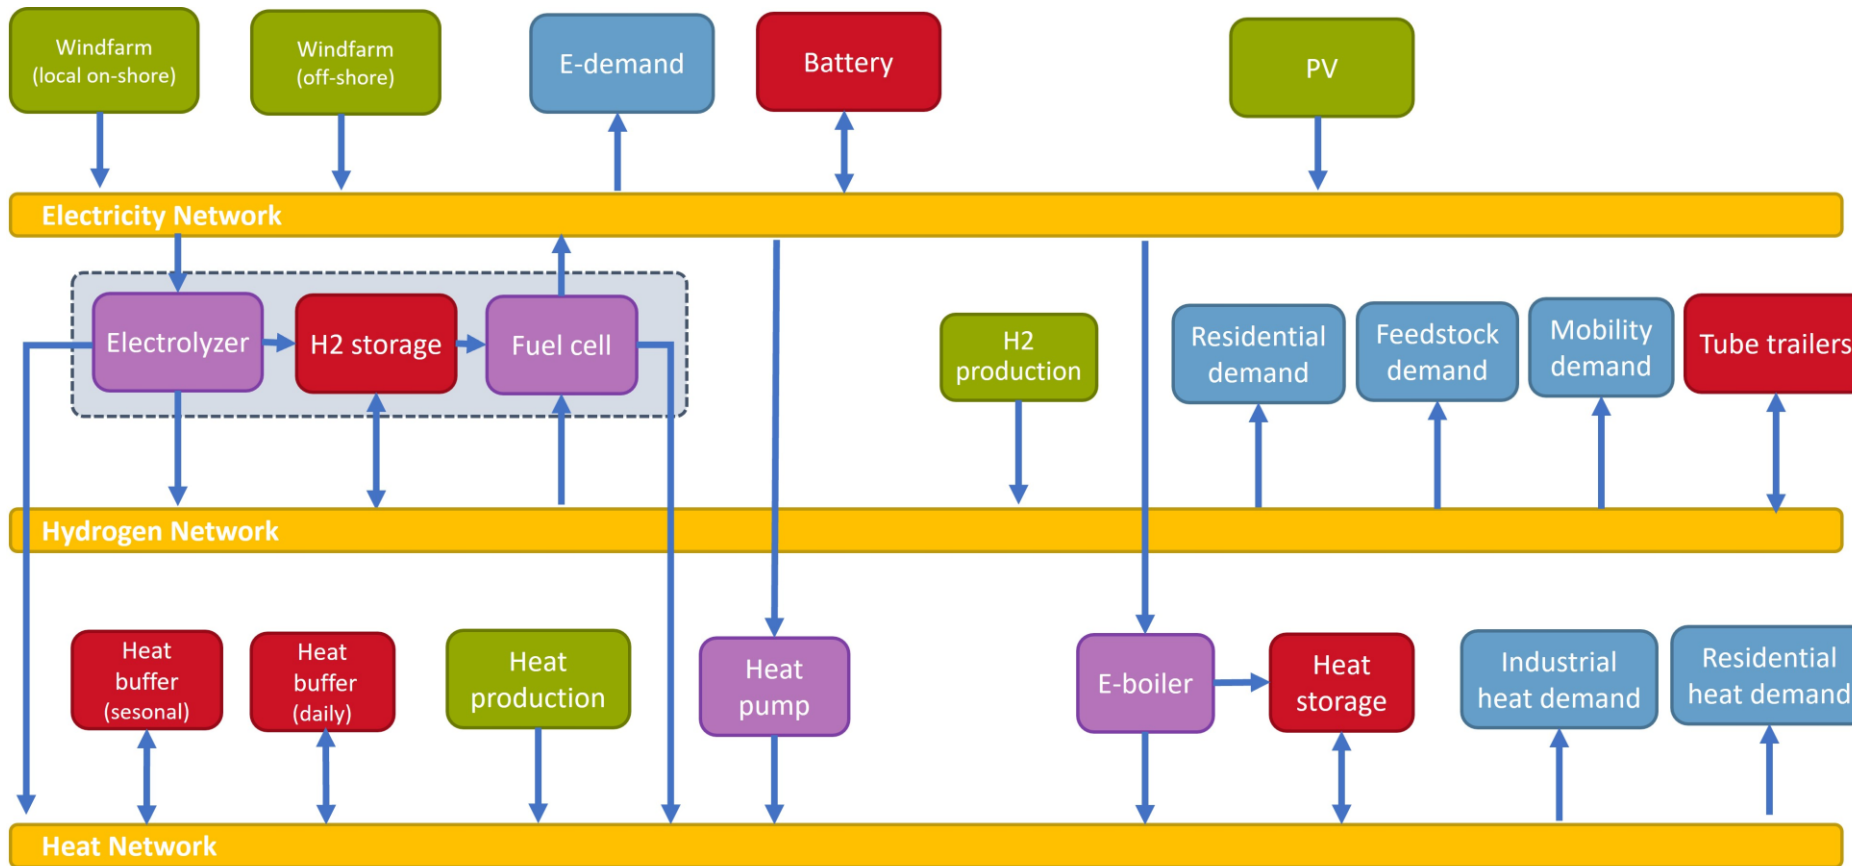 Windfarm
(local on-shore)
Windfarm
(off-shore)
E-demand
Battery
PV
Electricity Network
Electrolyzer
H2 storage
Fuel cell
H2
production
Residential
demand
Feedstock
demand
Mobility
demand
Tube trailers
Hydrogen Network
Heat
buffer
(sesonal)
Heat
buffer
(daily)
Heat
production
Heat
pump
E-boiler
Heat
storage
Industrial
heat demand
Residential
heat demand
Heat Network